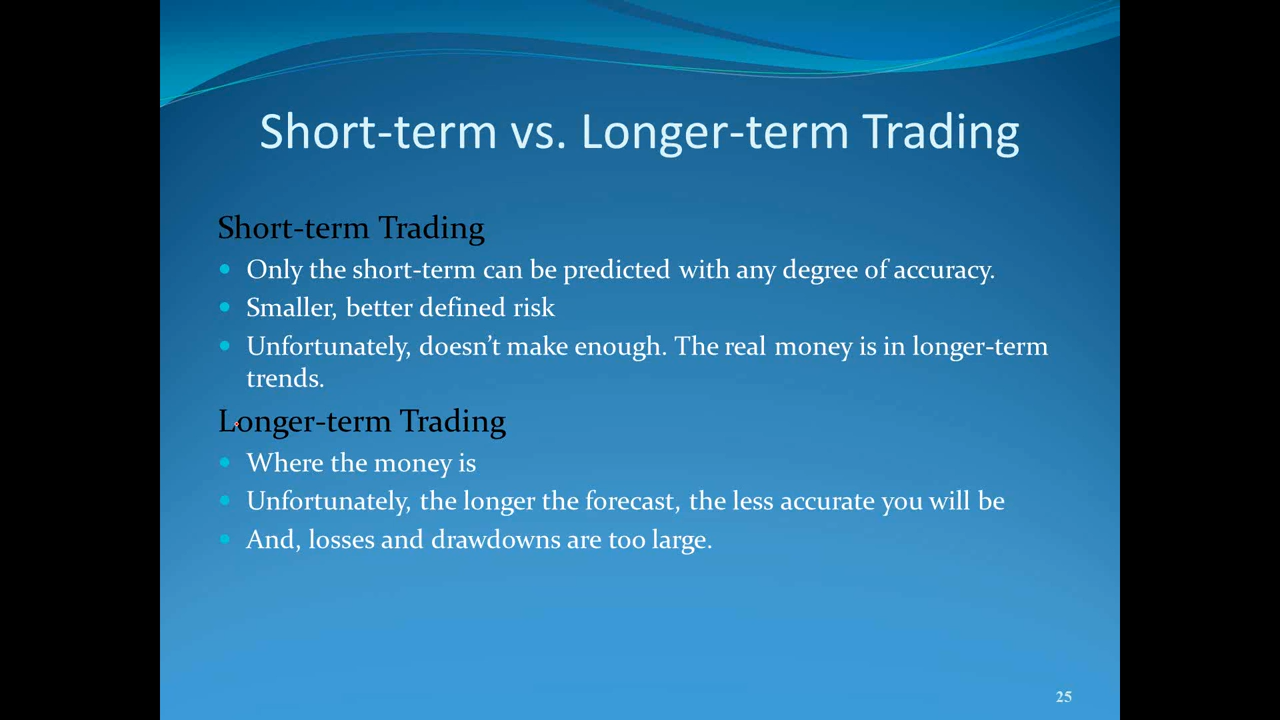 Short-term vs. Longer-term Trading
Short-term Trading
Only the short-term can be predicted with any degree of accuracy.
Smaller, better defined risk
Unfortunately, doesn’t make enough. The real money is in longer-term
trends.
Longer-term Trading
Where the money is
Unfortunately, the longer the forecast, the less accurate you will be
And, losses and drawdowns are too large.
25